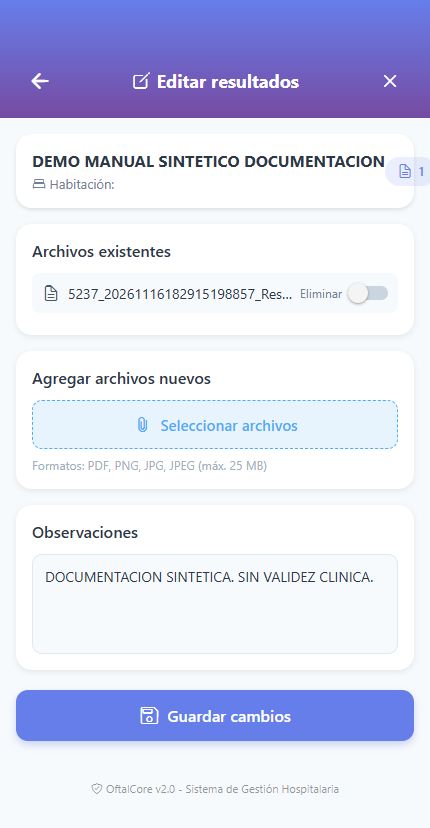 Editar resultados
DEMO MANUAL SINTETICO DOCUMENTACION
1
Habitación:
Archivos existentes
5237_20261116182915198857_Res... Eliminar
Agregar archivos nuevos
Seleccionar archivos
Formatos: PDF, PNG, JPG, JPEG (máx. 25 MB)
Observaciones
DOCUMENTACION SINTETICA. SIN VALIDEZ CLINICA.
Guardar cambios
OftalCore v2.0 - Sistema de Gestión Hospitalaria